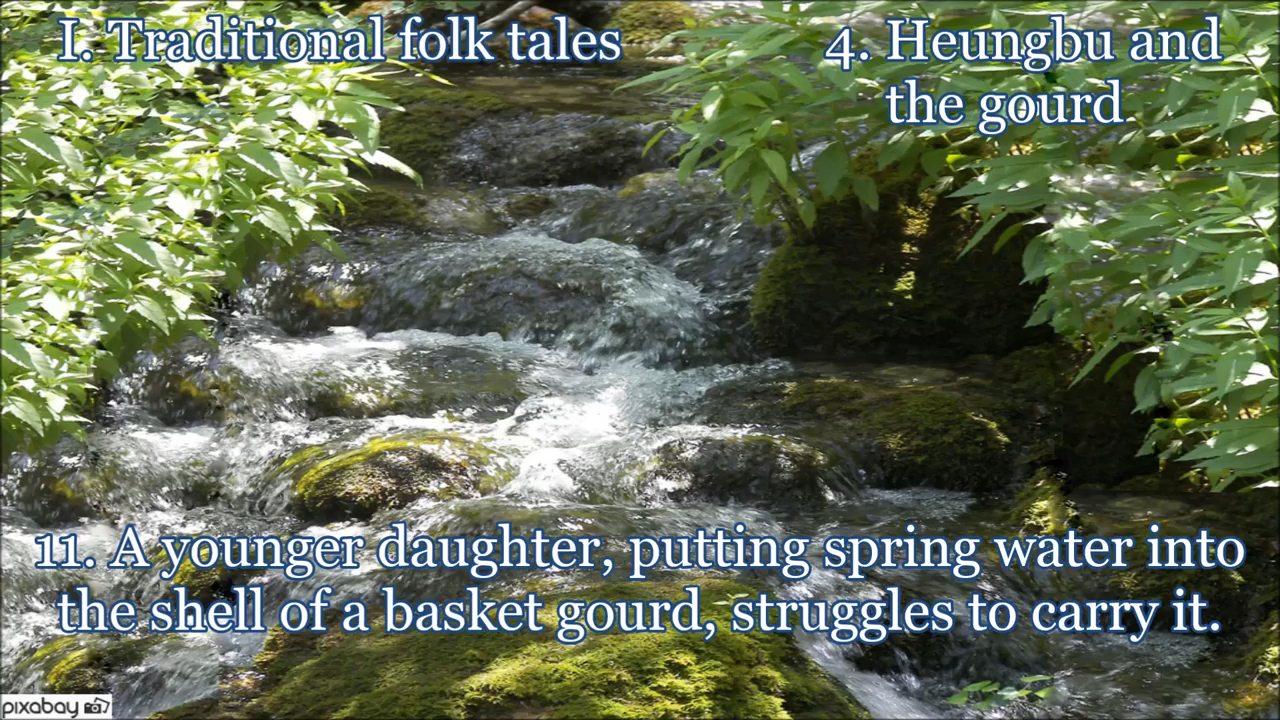 I. Traditional folk tales
4. Heungbu and
the gourd
11. A younger daughter, putting spring water into
the shell of a basket gourd, struggles to carry it.
pixabay